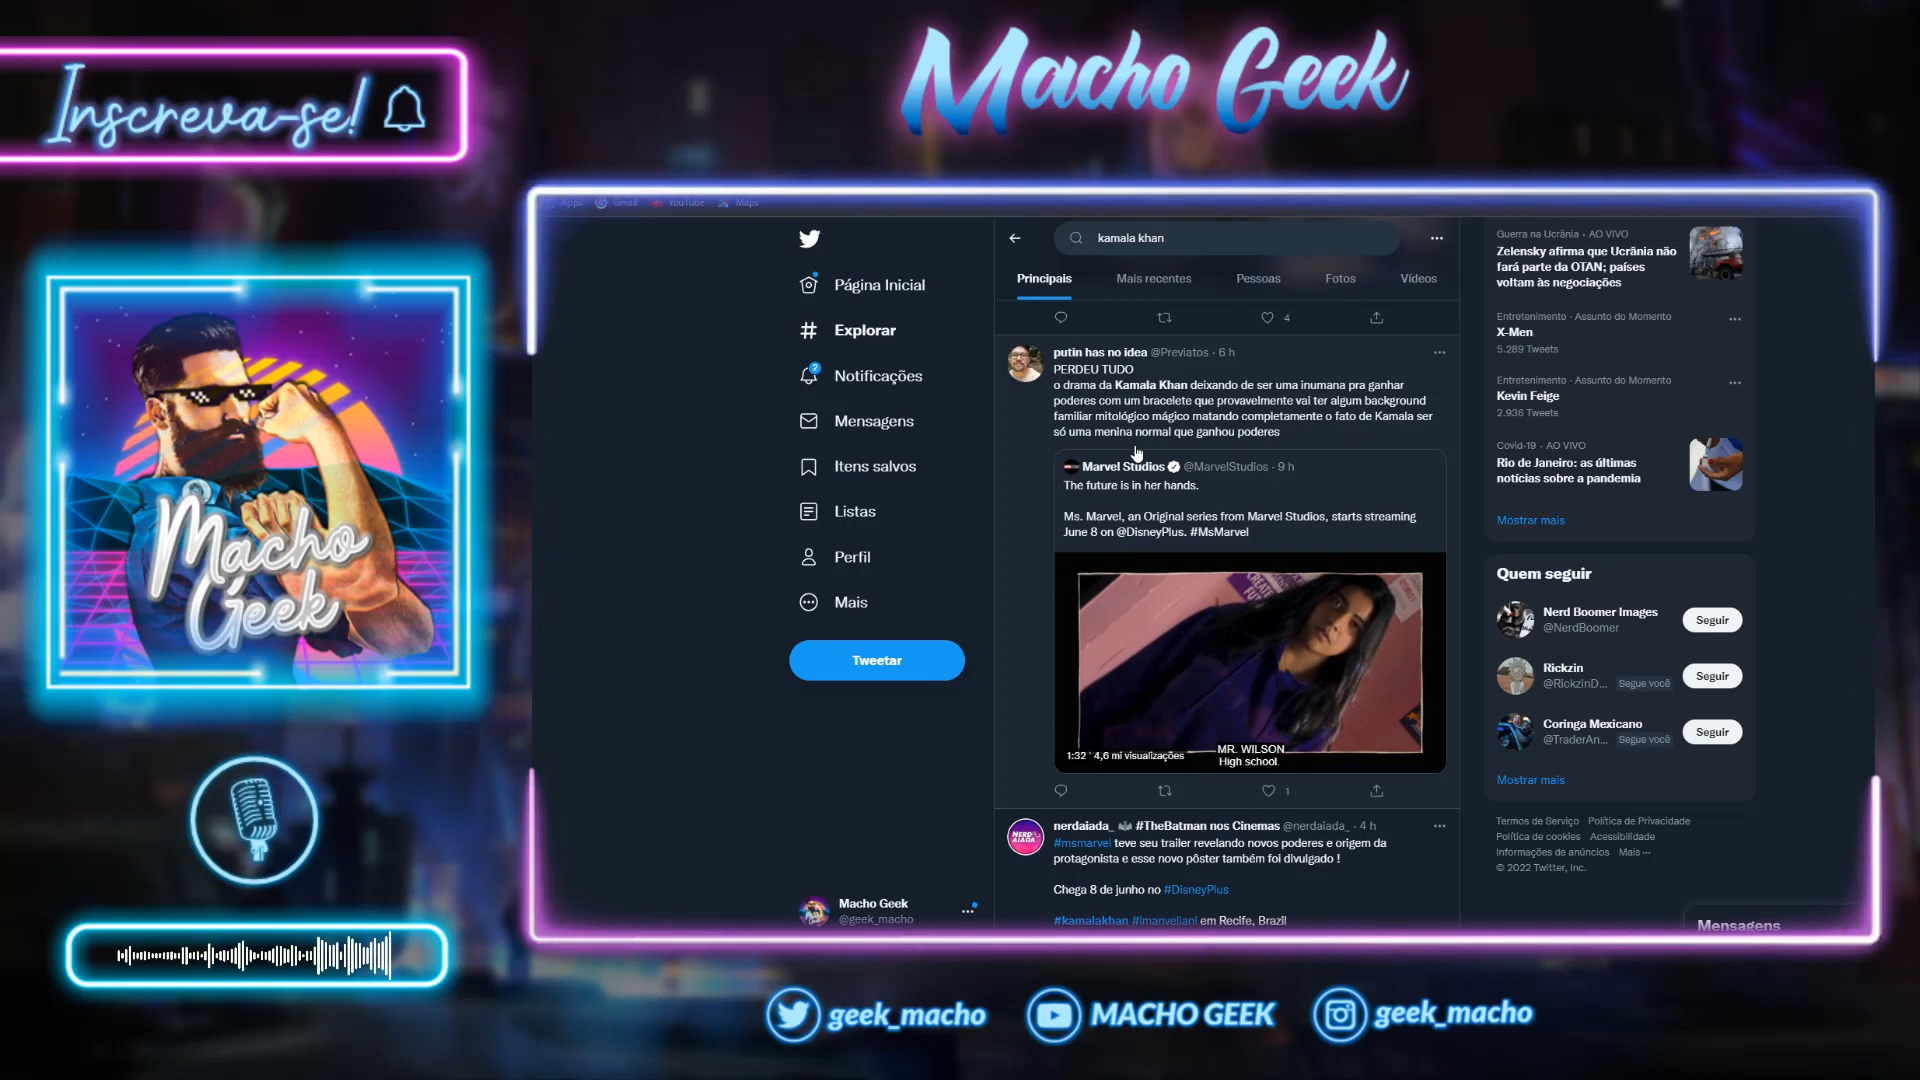 Inscreva-se!
Macho Geek
Apps Gmail YouTube Maps
Página Inicial
Explorar
2
Notificações
Mensagens
Itens salvos
Listas
Perfil
Mais
Tweetar
Macho Geek
@geek_macho
kamala khan
Principais Mais recentes Pessoas Fotos Vídeos
4
putin has no idea @Previatos · 6 h
PERDEU TUDO
o drama da Kamala Khan deixando de ser uma inumana pra ganhar
poderes com um bracelete que provavelmente vai ter algum background
familiar mitológico mágico matando completamente o fato de Kamala ser
só uma menina normal que ganhou poderes
Marvel Studios @MarvelStudios · 9 h
The future is in her hands.
Ms. Marvel, an Original series from Marvel Studios, starts streaming
June 8 on @DisneyPlus. #MsMarvel
CREATE
1:32 4,6 mi visualizações
MR. WILSON
High school.
1
NERD
AIADA
nerdaiada_ #TheBatman nos Cinemas @nerdaiada_ · 4 h
#msmarvel teve seu trailer revelando novos poderes e origem da
protagonista e esse novo pôster também foi divulgado !
Chega 8 de junho no #DisneyPlus
#kamalakhan #imanvellani em Recife, Brazil
Guerra na Ucrânia · AO VIVO
Zelensky afirma que Ucrânia não
fará parte da OTAN; países
voltam às negociações
Entretenimento · Assunto do Momento
X-Men
5.289 Tweets
Entretenimento · Assunto do Momento
Kevin Feige
2.936 Tweets
Covid-19 · AO VIVO
Rio de Janeiro: as últimas
notícias sobre a pandemia
Mostrar mais
Quem seguir
Nerd Boomer Images
@NerdBoomer
Seguir
Rickzin
@RickzinD... Segue você
Seguir
Coringa Mexicano
@TraderAn... Segue você
Seguir
Mostrar mais
Termos de Serviço Política de Privacidade
Política de cookies Acessibilidade
Informações de anúncios Mais ···
© 2022 Twitter, Inc.
Mensagens
Macho
Geek
geek_macho MACHO GEEK geek_macho